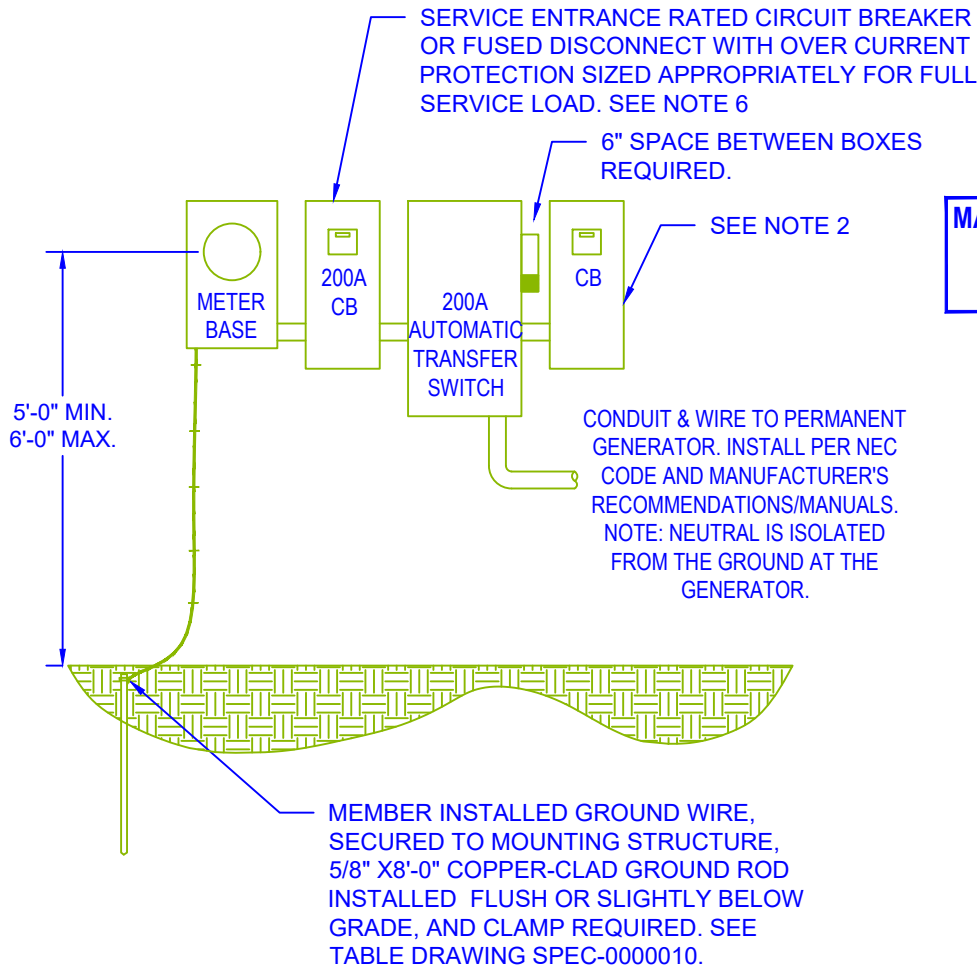 SERVICE ENTRANCE RATED CIRCUIT BREAKER
OR FUSED DISCONNECT WITH OVER CURRENT
PROTECTION SIZED APPROPRIATELY FOR FULL
SERVICE LOAD. SEE NOTE 6
6" SPACE BETWEEN BOXES
REQUIRED.
SEE NOTE 2
METER
BASE
200A
CB
200A
AUTOMATIC
TRANSFER
SWITCH
CB
5'-0" MIN.
6'-0" MAX.
CONDUIT & WIRE TO PERMANENT
GENERATOR. INSTALL PER NEC
CODE AND MANUFACTURER'S
RECOMMENDATIONS/MANUALS.
NOTE: NEUTRAL IS ISOLATED
FROM THE GROUND AT THE
GENERATOR.
MEMBER INSTALLED GROUND WIRE,
SECURED TO MOUNTING STRUCTURE,
5/8" X8'-0" COPPER-CLAD GROUND ROD
INSTALLED FLUSH OR SLIGHTLY BELOW
GRADE, AND CLAMP REQUIRED. SEE
TABLE DRAWING SPEC-0000010.